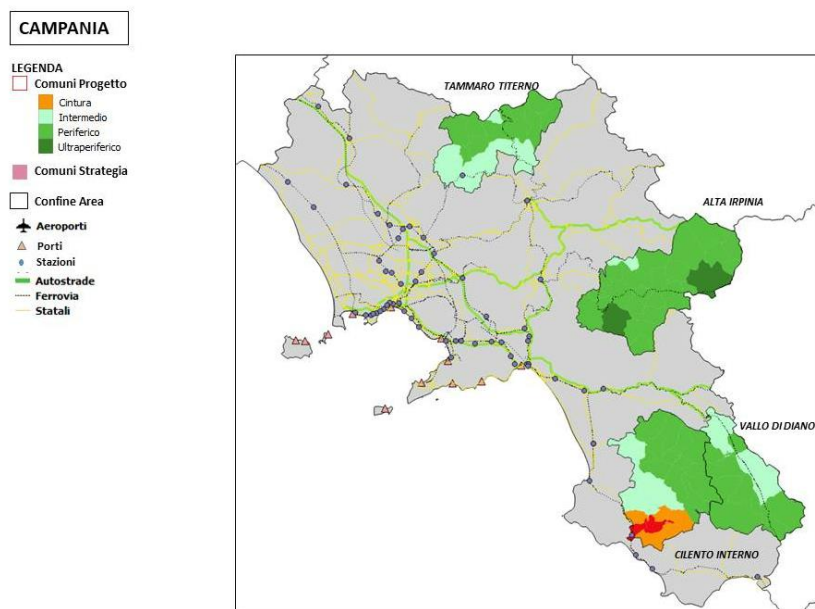 CAMPANIA
LEGENDA
Comuni Progetto
Cintura
Intermedio
Periferico
Ultraperiferico
Comuni Strategia
Confine Area
Aeroporti
Porti
Stazioni
Autostrade
Ferrovia
Statali
TAMMARO TITERNO
ALTA IRPINIA
VALLO DI DIANO
CILENTO INTERNO